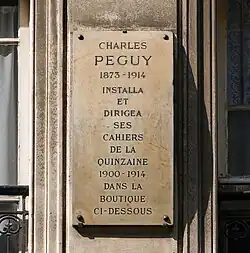 CHARLES
PEGUY
1873-1914
INSTALLA
ET
DIRIGEA
SES
CAHIERS
DE LA
QUINZAINE
1900-1914
DANS LA
BOUTIQUE
CI-DESSOUS